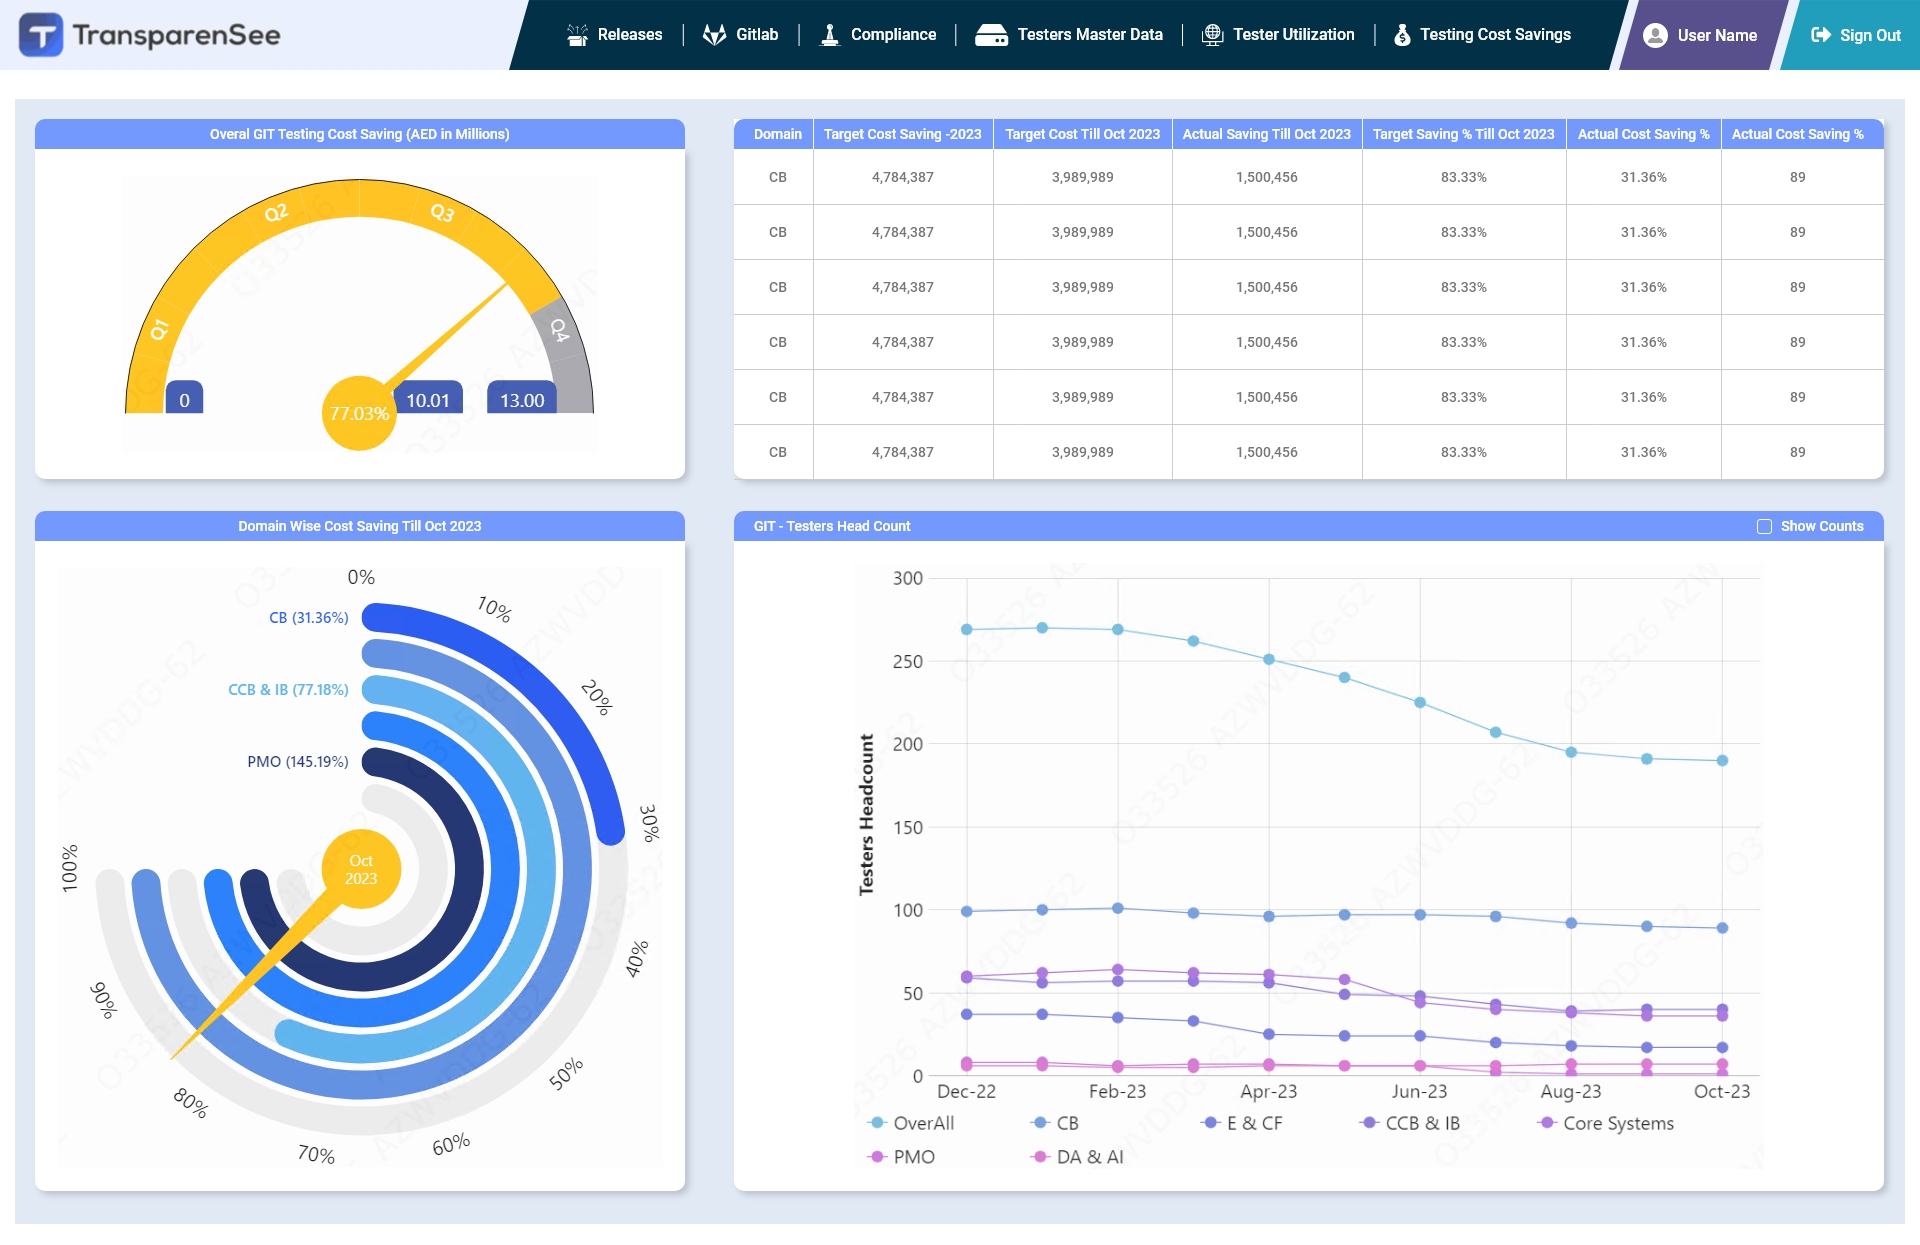 TransparenSee
Releases
Gitlab
Compliance
Testers Master Data
Tester Utilization
Testing Cost Savings
User Name
Sign Out
Overal GIT Testing Cost Saving (AED in Millions)
Q1
Q2
Q3
Q4
0
77.03%
10.01
13.00
Domain Target Cost Saving -2023 Target Cost Till Oct 2023 Actual Saving Till Oct 2023 Target Saving % Till Oct 2023 Actual Cost Saving % Actual Cost Saving %
CB 4,784,387 3,989,989 1,500,456 83.33% 31.36% 89
CB 4,784,387 3,989,989 1,500,456 83.33% 31.36% 89
CB 4,784,387 3,989,989 1,500,456 83.33% 31.36% 89
CB 4,784,387 3,989,989 1,500,456 83.33% 31.36% 89
CB 4,784,387 3,989,989 1,500,456 83.33% 31.36% 89
CB 4,784,387 3,989,989 1,500,456 83.33% 31.36% 89
Domain Wise Cost Saving Till Oct 2023
0%
10%
20%
30%
40%
50%
60%
70%
80%
90%
100%
CB (31.36%)
CCB & IB (77.18%)
PMO (145.19%)
Oct
2023
GIT - Testers Head Count
Show Counts
Testers Headcount
300
250
200
150
100
50
0
Dec-22 Feb-23 Apr-23 Jun-23 Aug-23 Oct-23
OverAll CB E & CF CCB & IB Core Systems
PMO DA & AI